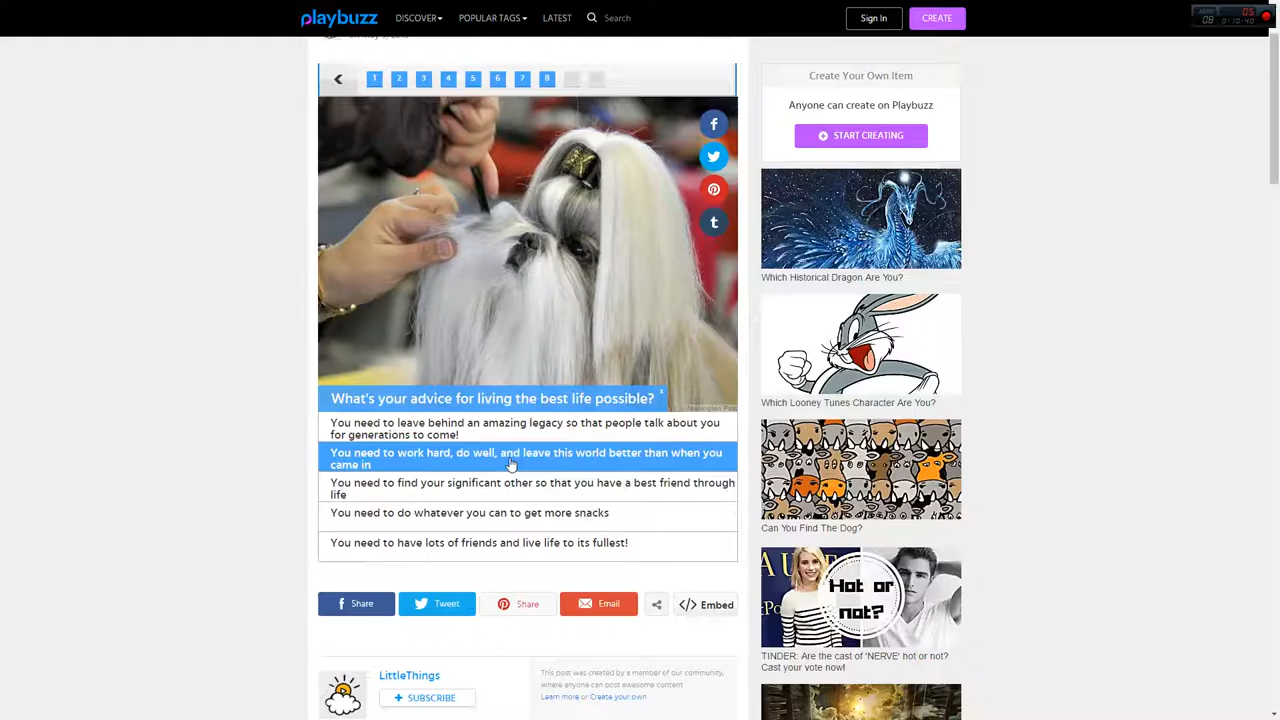 playbuzz DISCOVER POPULAR TAGS LATEST Search Sign In CREATE
1 2 3 4 5 6 7 8
Create Your Own Item
Anyone can create on Playbuzz
START CREATING
Which Historical Dragon Are You?
Which Looney Tunes Character Are You?
What's your advice for living the best life possible? x
You need to leave behind an amazing legacy so that people talk about you
for generations to come!
You need to work hard, do well, and leave this world better than when you
came in
You need to find your significant other so that you have a best friend through
life
You need to do whatever you can to get more snacks
You need to have lots of friends and live life to its fullest!
Can You Find The Dog?
Hot or
not?
TINDER: Are the cast of 'NERVE' hot or not?
Cast your vote now!
Share Tweet Share Email Embed
LittleThings
SUBSCRIBE
This post was created by a member of our community,
where anyone can post awesome content
Learn more or Create your own